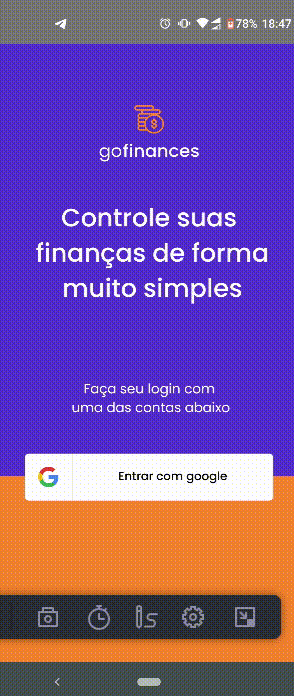 78% 18:47
gofinances
Controle suas
finanças de forma
muito simples
Faça seu login com
uma das contas abaixo
Entrar com google